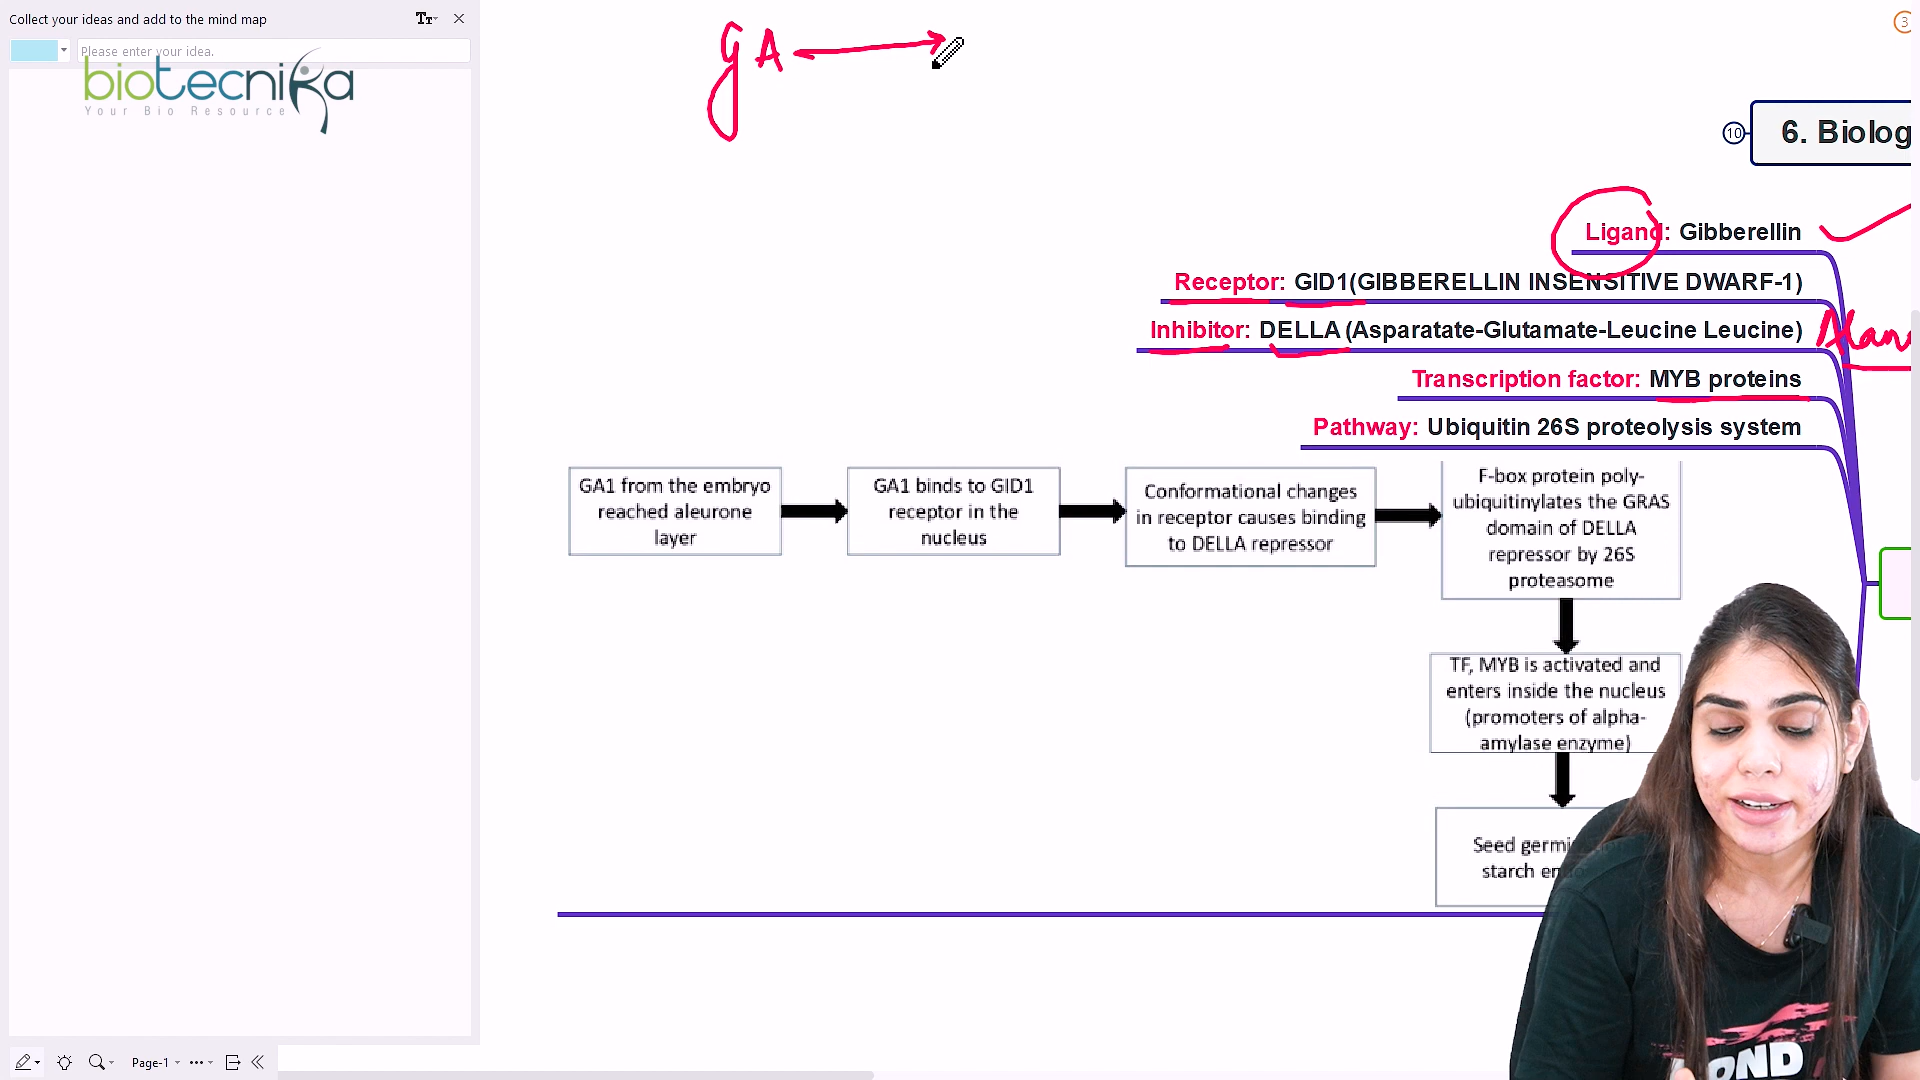 Collect your ideas and add to the mind map
Tт
Please enter your idea.
biotecnika
Your Bio Resource
GA
3
10
6. Biolog
Ligand: Gibberellin
Receptor: GID1(GIBBERELLIN INSENSITIVE DWARF-1)
Inhibitor: DELLA (Asparatate-Glutamate-Leucine Leucine)
Transcription factor: MYB proteins
Pathway: Ubiquitin 26S proteolysis system
GA1 from the embryo
reached aleurone
layer
GA1 binds to GID1
receptor in the
nucleus
Conformational changes
in receptor causes binding
to DELLA repressor
F-box protein poly-
ubiquitinylates the GRAS
domain of DELLA
repressor by 26S
proteasome
TF, MYB is activated and
enters inside the nucleus
(promoters of alpha-
amylase enzyme)
Seed germi
starch en
Page-1